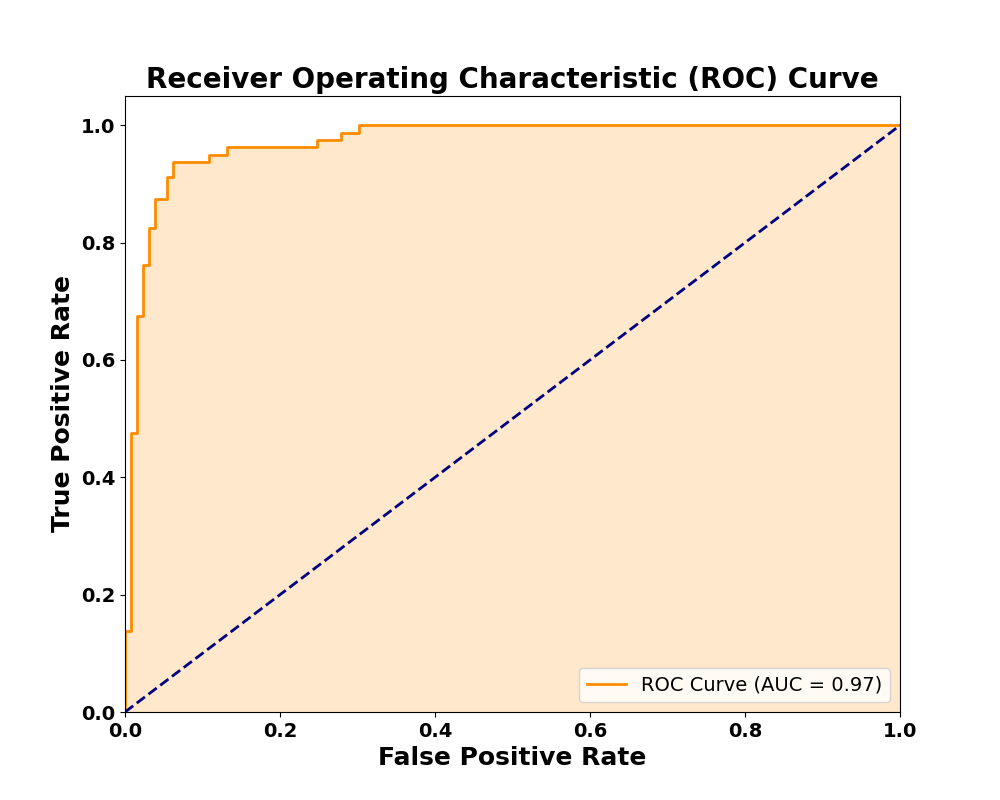 Receiver Operating Characteristic (ROC) Curve
True Positive Rate
1.0
0.8
0.6
0.4
0.2
0.0
0.0 0.2 0.4 0.6 0.8 1.0
False Positive Rate
ROC Curve (AUC = 0.97)